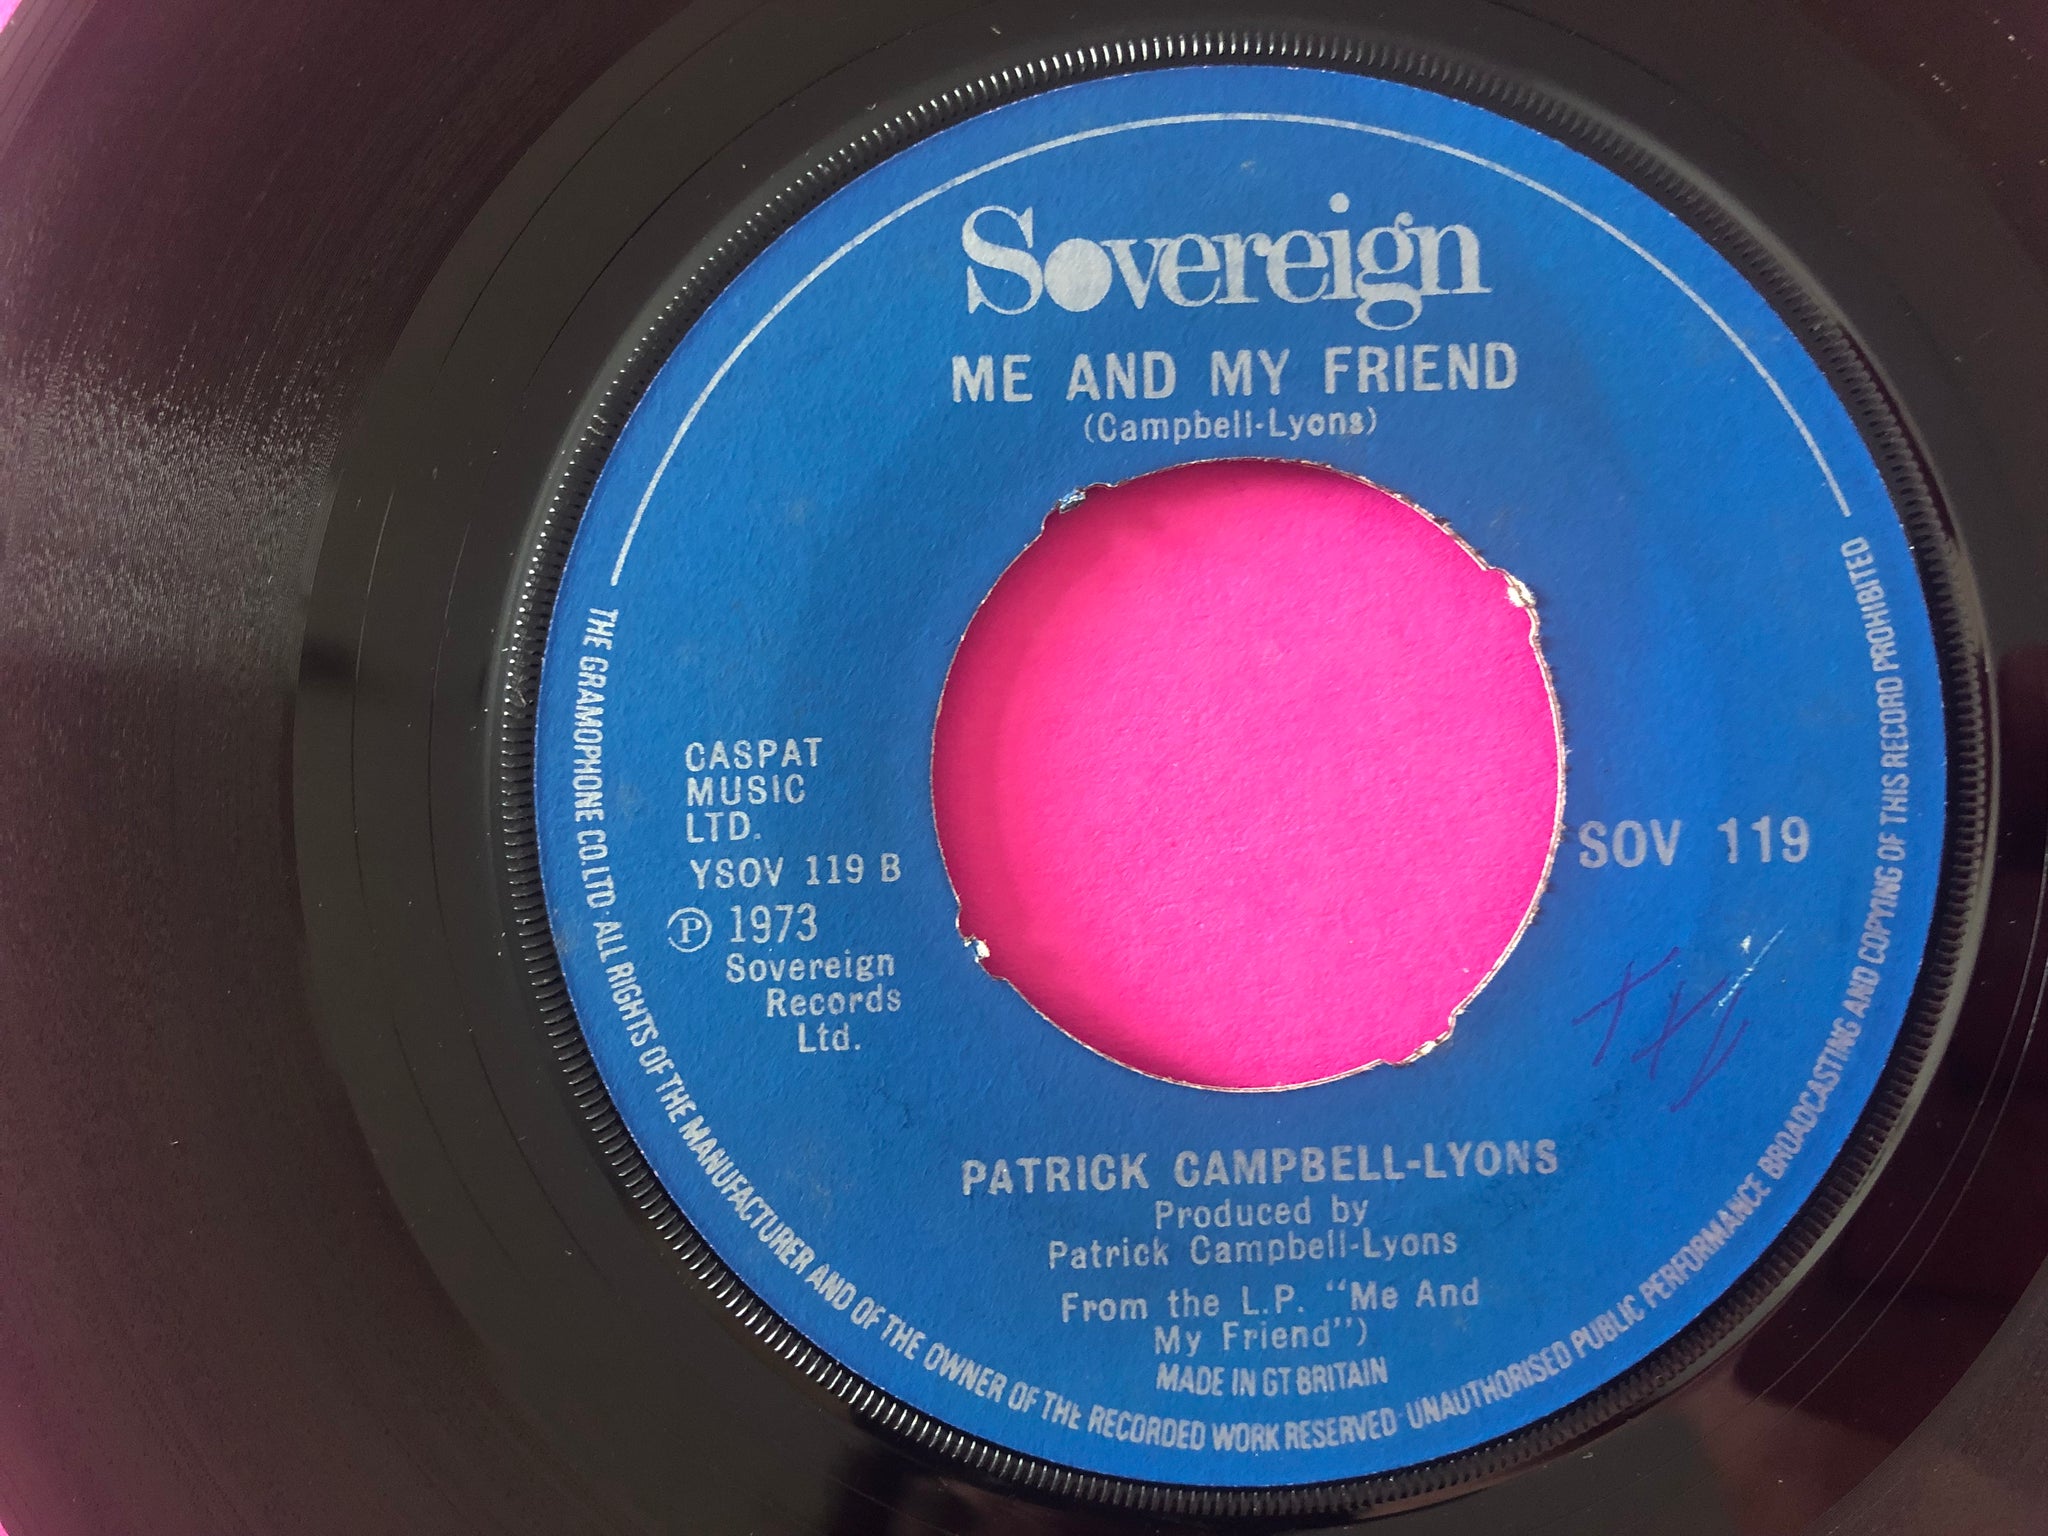 Sovereign
ME AND MY FRIEND
(Campbell-Lyons)
CASPAT
MUSIC
LTD.
YSOV 119 B
Ⓟ 1973
Sovereign
Records
Ltd.
SOV 119
PATRICK CAMPBELL-LYONS
Produced by
Patrick Campbell-Lyons
From the L.P. "Me And
My Friend")
MADE IN GT BRITAIN
THE GRAMOPHONE CO. LTD · ALL RIGHTS OF THE MANUFACTURER AND OF THE OWNER OF THE RECORDED WORK RESERVED · UNAUTHORISED PUBLIC PERFORMANCE BROADCASTING AND COPYING OF THIS RECORD PROHIBITED